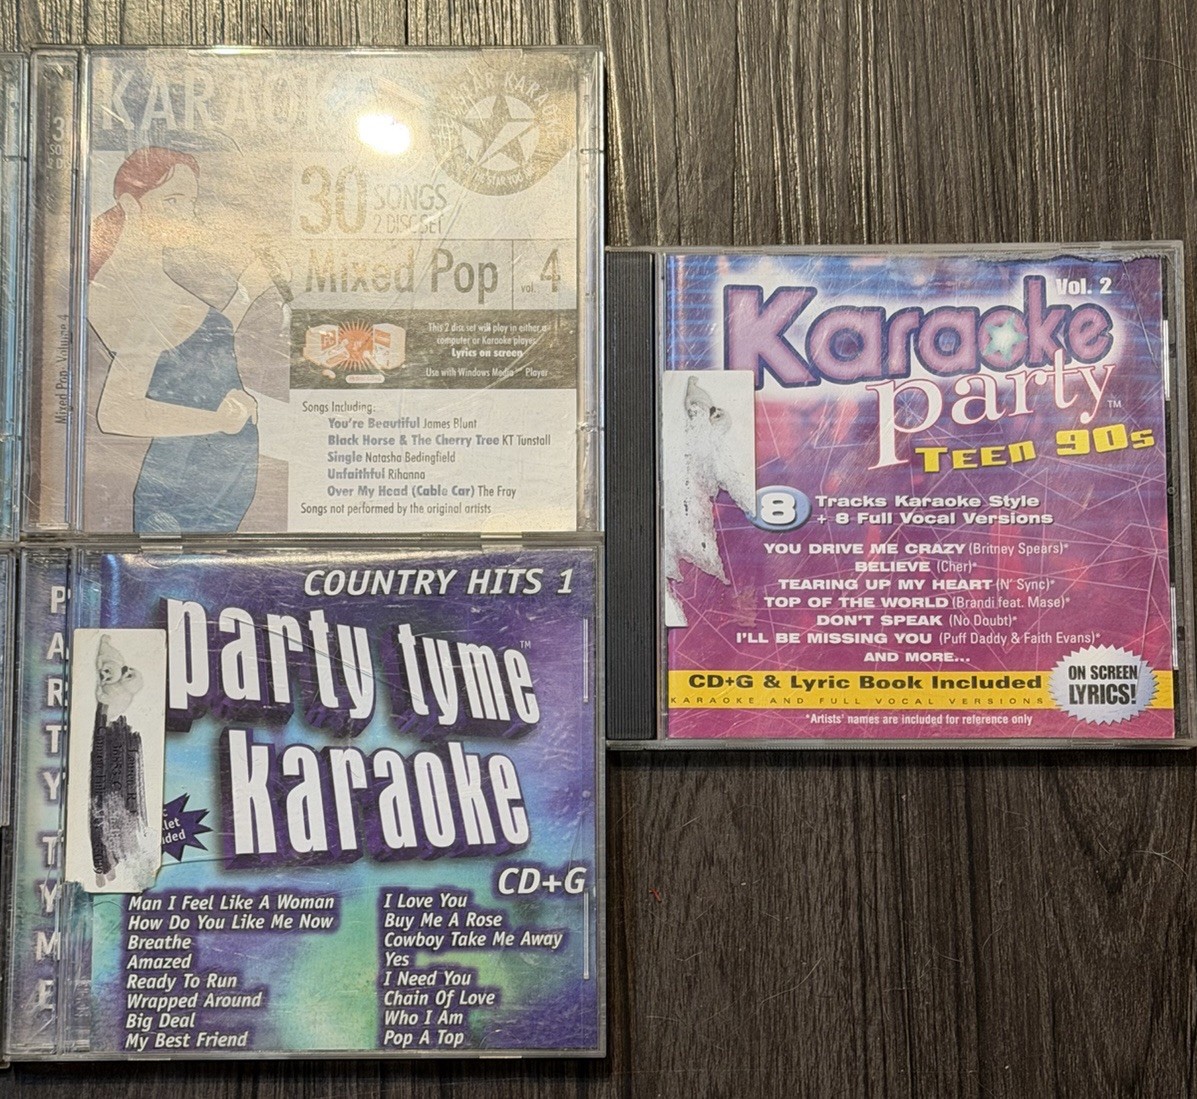 KARAOKE
STAR KARAOKE
30 SONGS
2 DISC SET
Mixed Pop vol. 4
This 2 disc set will play in either a
computer or Karaoke player
Lyrics on screen
Use with Windows Media™ Player
Songs Including:
You're Beautiful James Blunt
Black Horse & The Cherry Tree KT Tunstall
Single Natasha Bedingfield
Unfaithful Rihanna
Over My Head (Cable Car) The Fray
Songs not performed by the original artists
Mixed Pop Volume 4
PARTY TYME
COUNTRY HITS 1
party tyme™
karaoke
CD+G
Man I Feel Like A Woman
How Do You Like Me Now
Breathe
Amazed
Ready To Run
Wrapped Around
Big Deal
My Best Friend
I Love You
Buy Me A Rose
Cowboy Take Me Away
Yes
I Need You
Chain Of Love
Who I Am
Pop A Top
Vol. 2
Karaoke
party™
TEEN 90s
8 Tracks Karaoke Style
+ 8 Full Vocal Versions
YOU DRIVE ME CRAZY (Britney Spears)*
BELIEVE (Cher)*
TEARING UP MY HEART (N' Sync)*
TOP OF THE WORLD (Brandi feat. Mase)*
DON'T SPEAK (No Doubt)*
I'LL BE MISSING YOU (Puff Daddy & Faith Evans)*
AND MORE...
CD+G & Lyric Book Included
KARAOKE AND FULL VOCAL VERSIONS
ON SCREEN
LYRICS!
*Artists' names are included for reference only